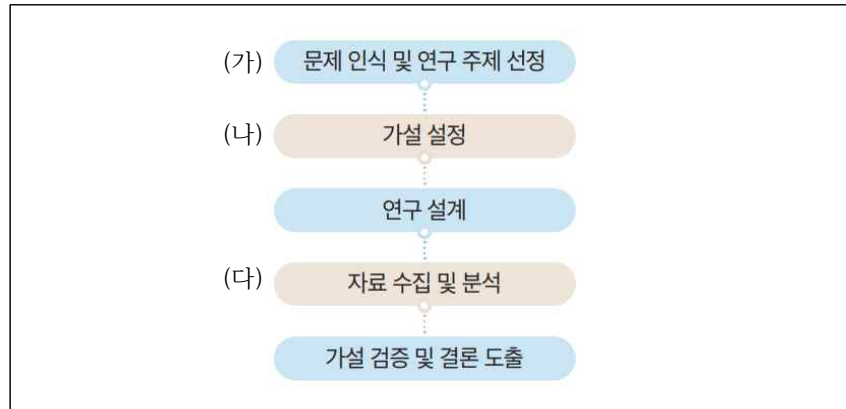 (가) 문제 인식 및 연구 주제 선정
(나) 가설 설정
연구 설계
(다) 자료 수집 및 분석
가설 검증 및 결론 도출